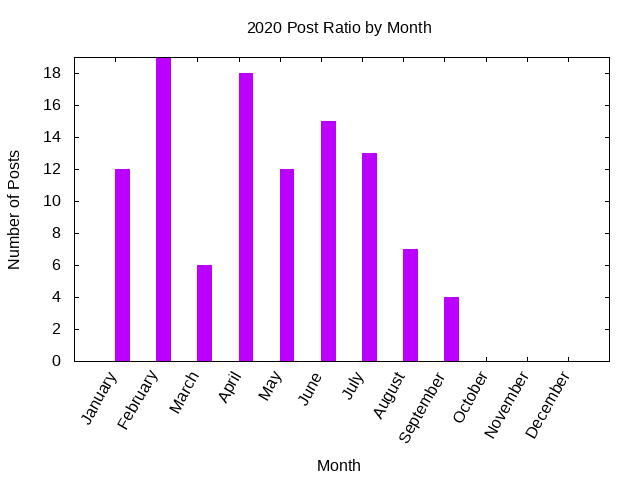 2020 Post Ratio by Month
Number of Posts
18
16
14
12
10
8
6
4
2
0
January
February
March
April
May
June
July
August
September
October
November
December
Month